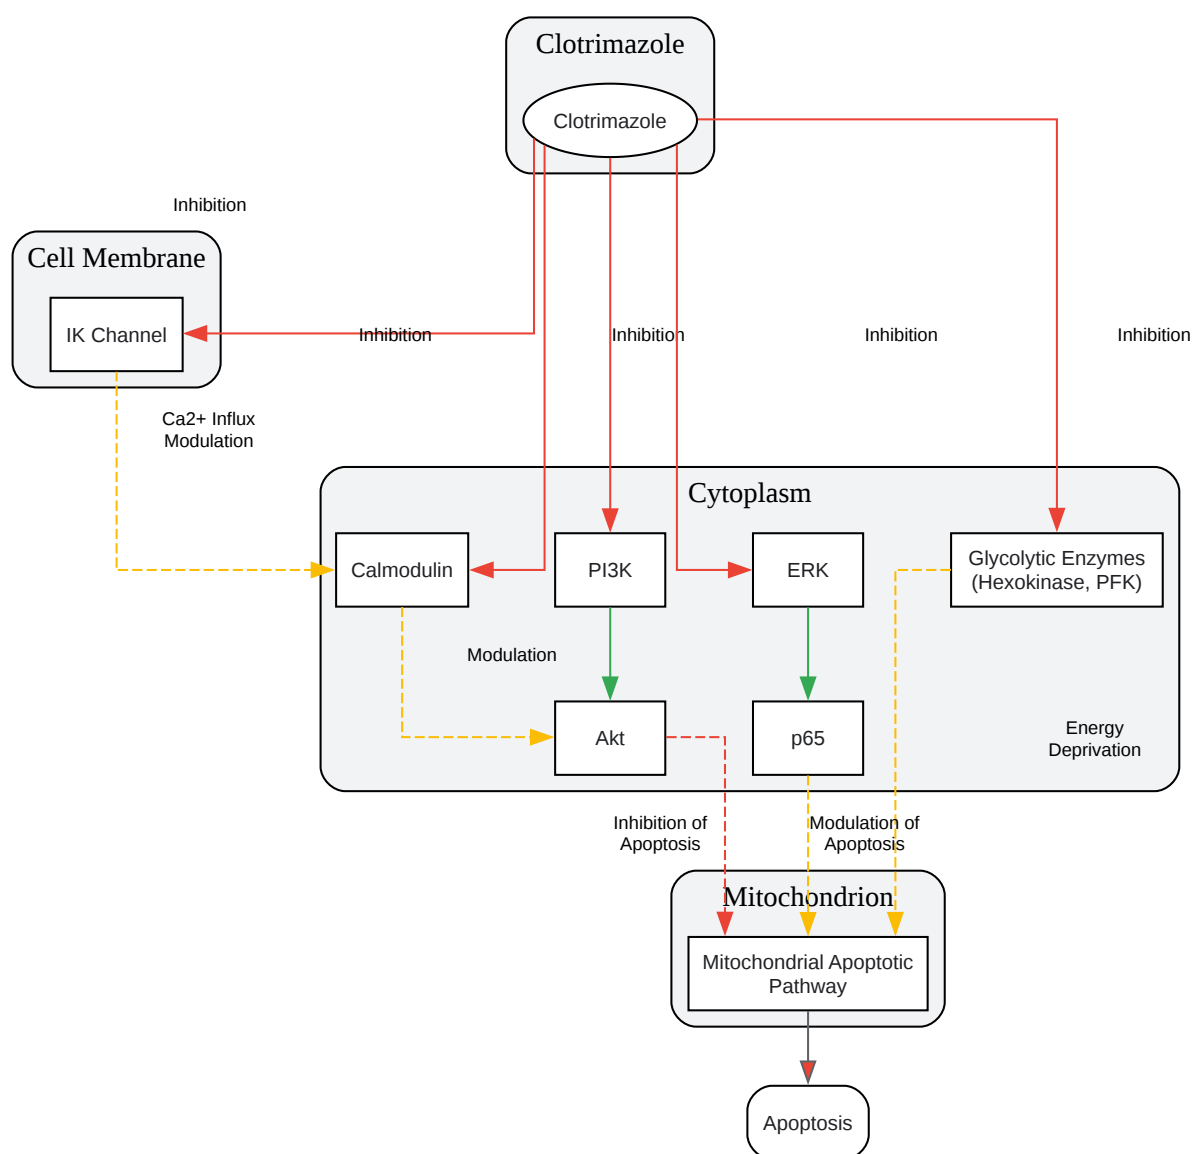 Clotrimazole
Clotrimazole
Inhibition
Cell Membrane
IK Channel
Inhibition
Inhibition
Inhibition
Inhibition
Ca2+ Influx
Modulation
Cytoplasm
Calmodulin
PI3K
ERK
Glycolytic Enzymes
(Hexokinase, PFK)
Modulation
Akt
p65
Energy
Deprivation
Inhibition of
Apoptosis
Modulation of
Apoptosis
Mitochondrion
Mitochondrial Apoptotic
Pathway
Apoptosis